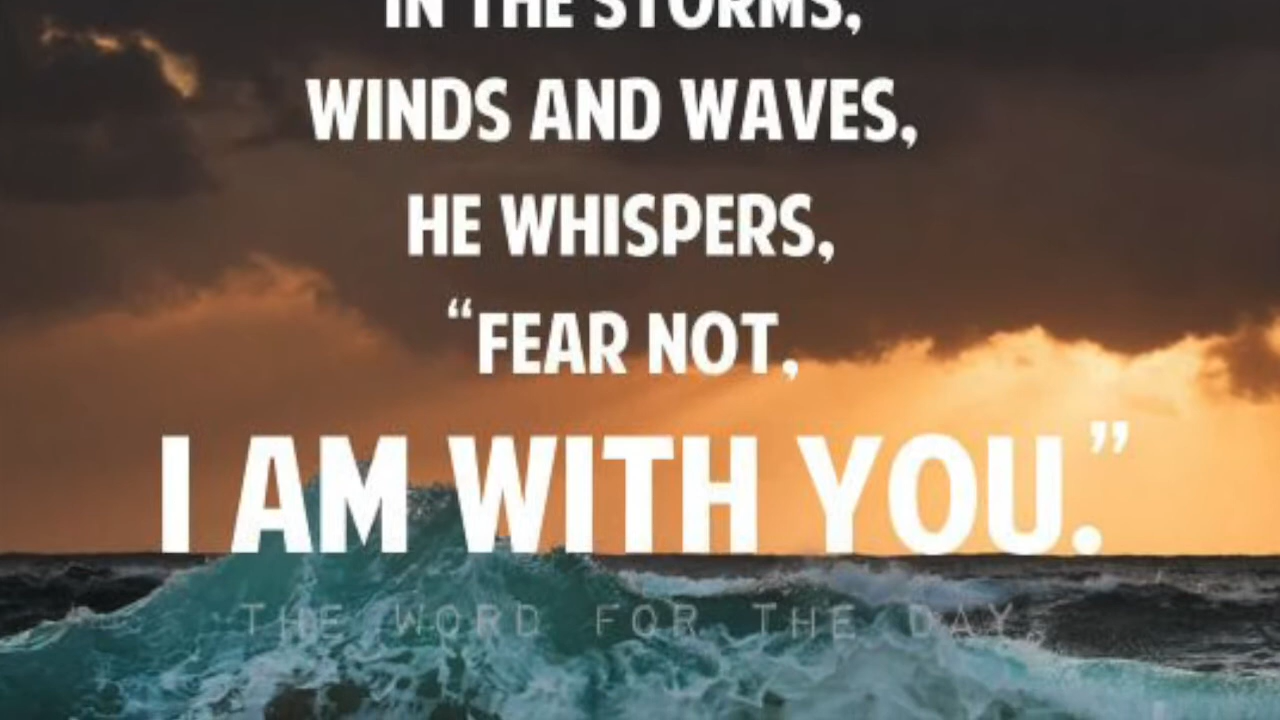 IN THE STORMS,
WINDS AND WAVES,
HE WHISPERS,
“FEAR NOT,
I AM WITH YOU.”
THE WORD FOR THE DAY.